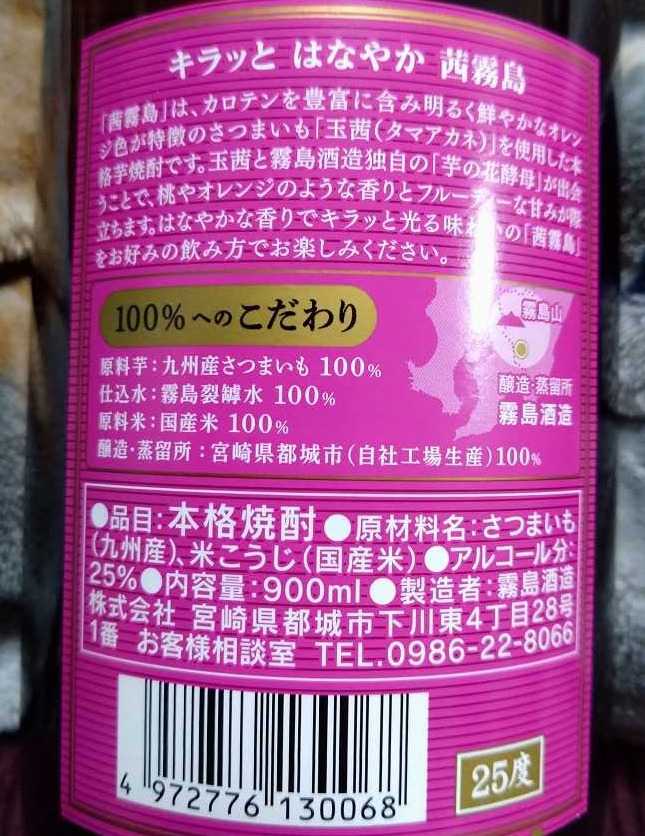 キラッと はなやか 茜霧島
「茜霧島」は、カロテンを豊富に含み明るく鮮やかなオレン
ジ色が特徴のさつまいも「玉茜(タマアカネ)」を使用した本
格芋焼酎です。玉茜と霧島酒造独自の「芋の花酵母」が出会
うことで、桃やオレンジのような香りとフルーティーな甘みが際
立ちます。はなやかな香りでキラッと光る味わいの「茜霧島」
をお好みの飲み方でお楽しみください。
100%へのこだわり
原料芋:九州産さつまいも 100%
仕込水:霧島裂罅水 100%
原料米:国産米 100%
醸造・蒸留所:宮崎県都城市(自社工場生産)100%
霧島山
醸造・蒸留所
霧島酒造
●品目:本格焼酎●原材料名:さつまいも
(九州産)、米こうじ(国産米)●アルコール分:
25%●内容量:900ml●製造者:霧島酒造
株式会社 宮崎県都城市下川東4丁目28号
1番 お客様相談室 TEL.0986-22-8066
4 972776 130068
25度